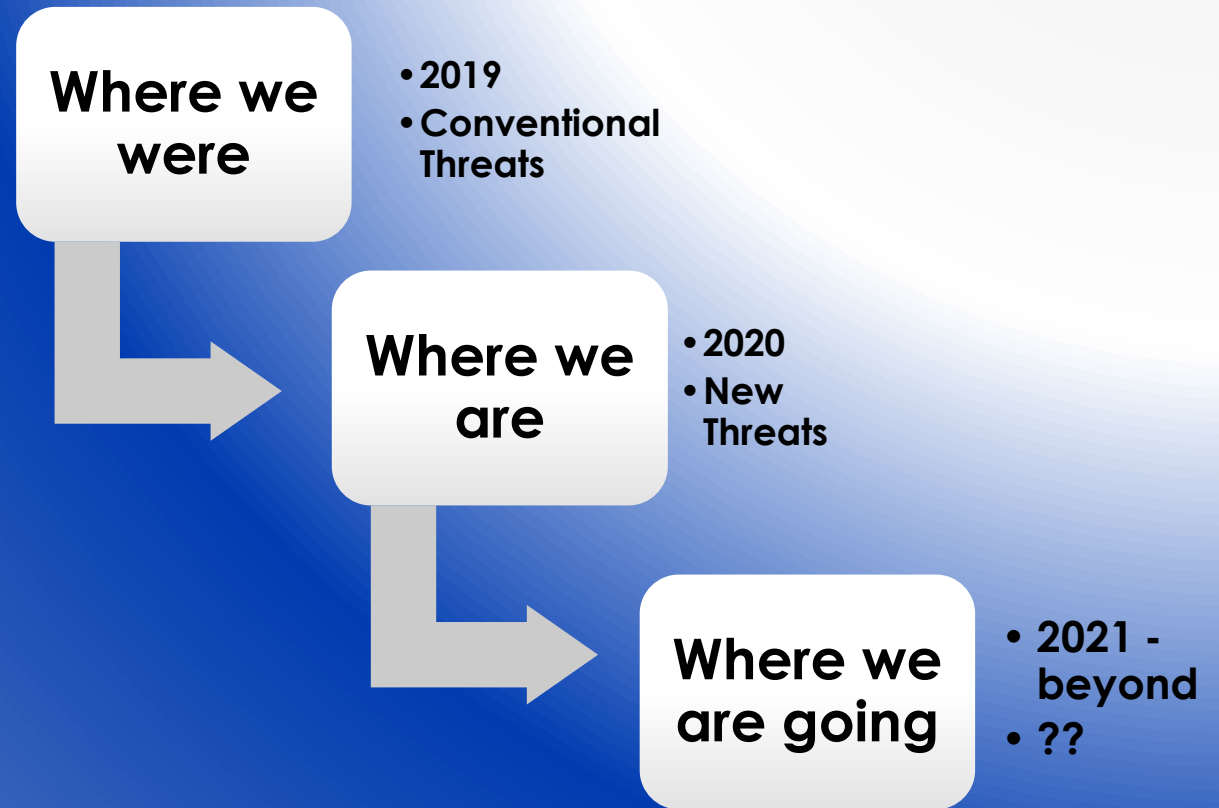 Where we
were
•2019
•Conventional
Threats
Where we
are
•2020
•New
Threats
Where we
are going
• 2021 -
beyond
• ??